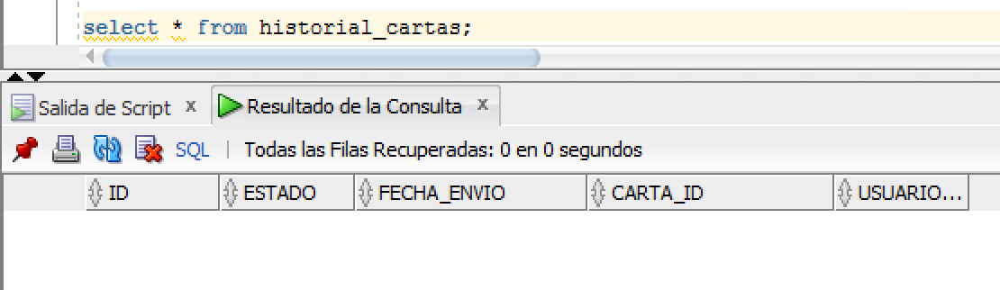 select * from historial_cartas;
Salida de Script x Resultado de la Consulta x
SQL | Todas las Filas Recuperadas: 0 en 0 segundos
ID ESTADO FECHA_ENVIO CARTA_ID USUARIO...